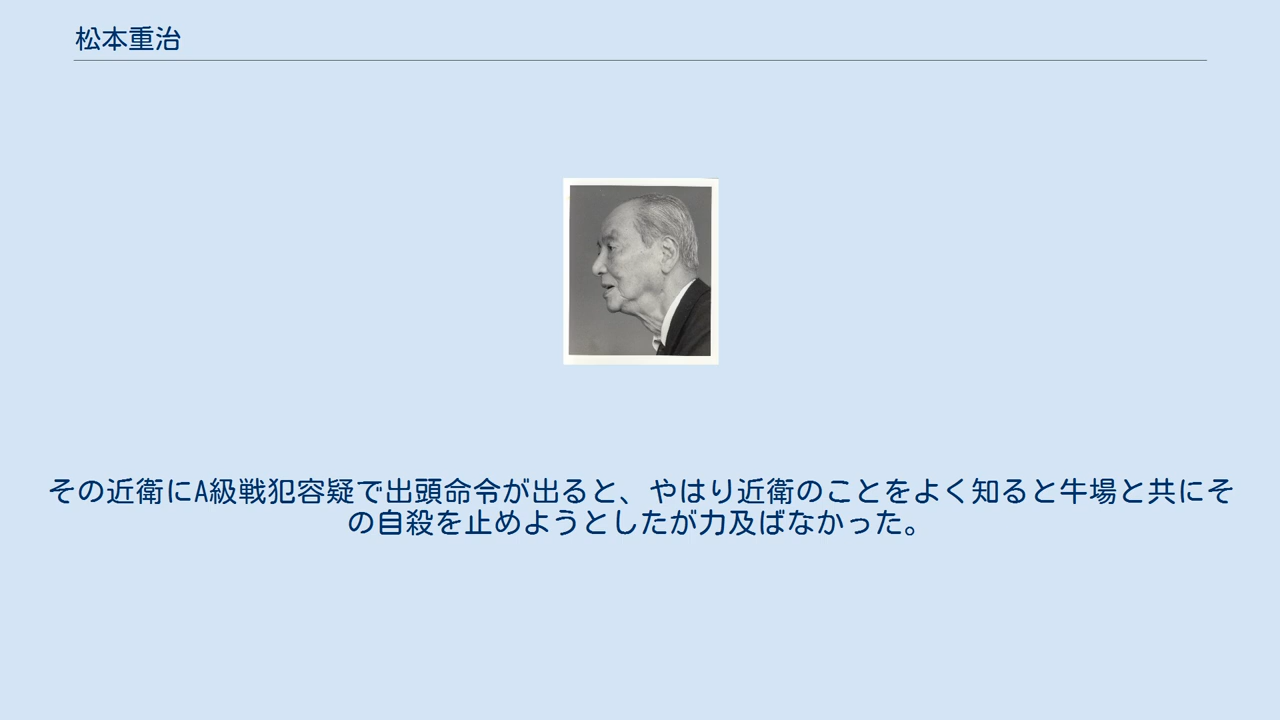 松本重治
その近衛にA級戦犯容疑で出頭命令が出ると、やはり近衛のことをよく知ると牛場と共にそ
の自殺を止めようとしたが力及ばなかった。